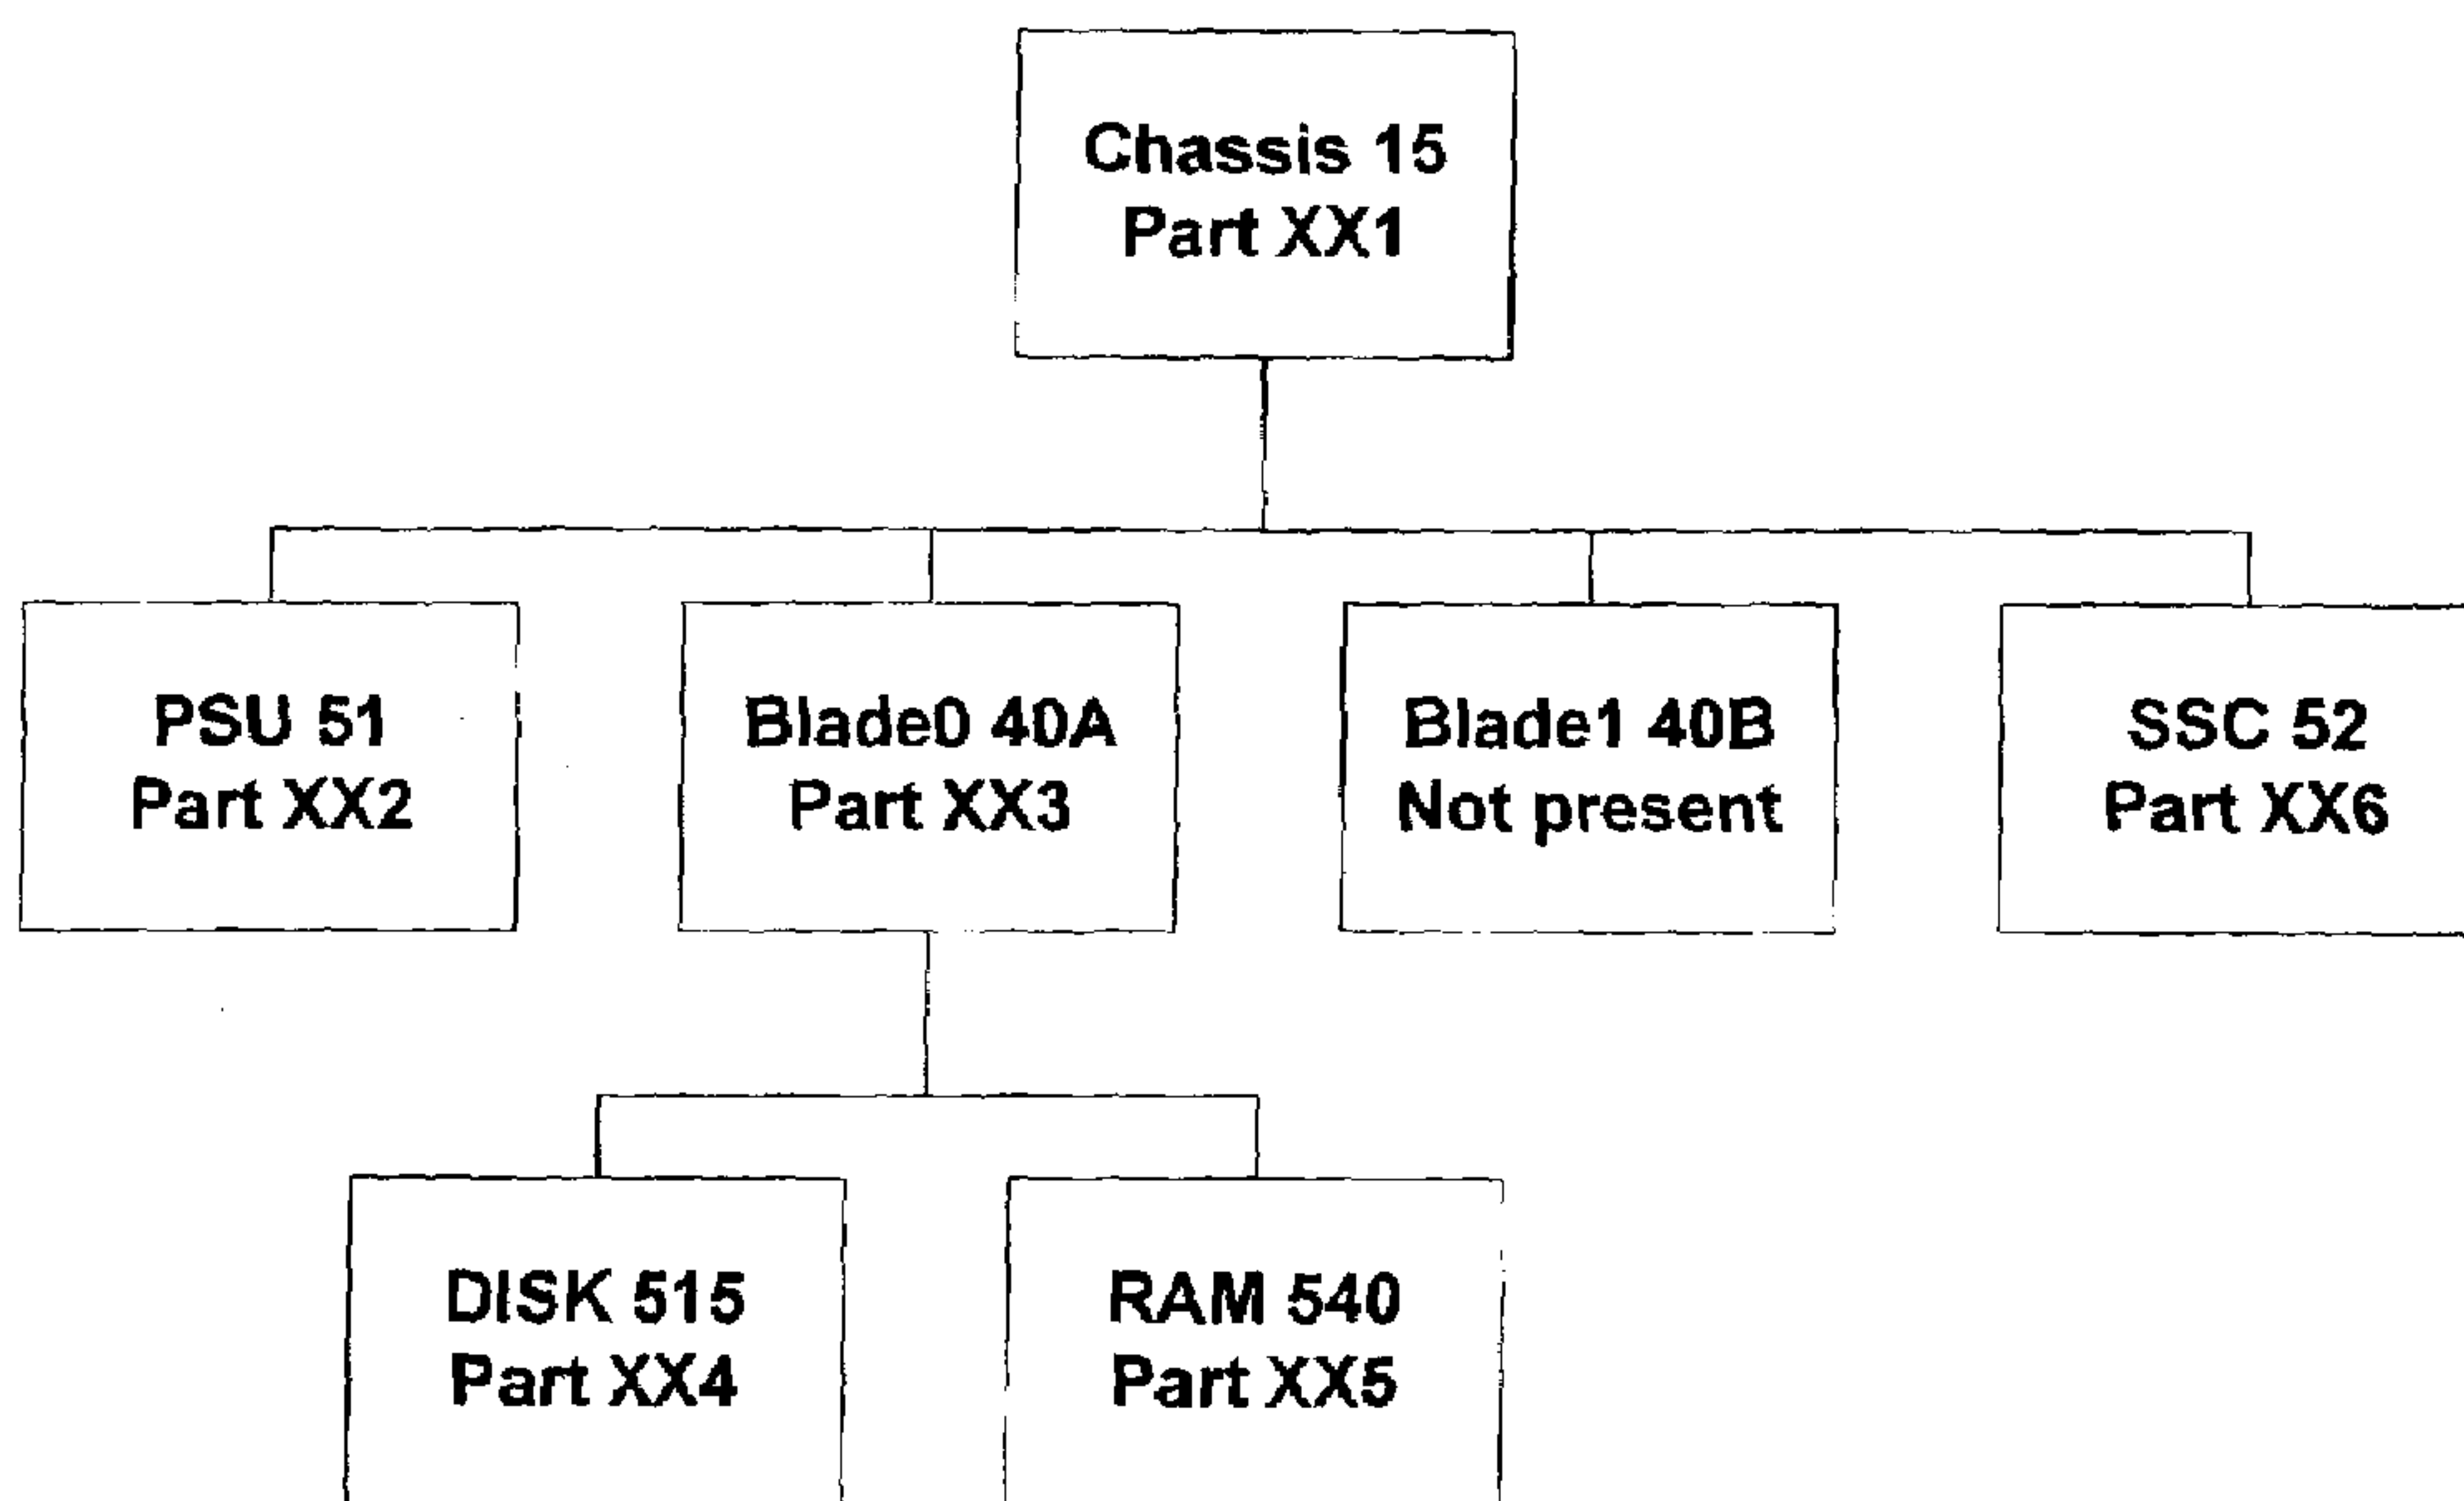 Chassis 15
Part XX1
PSU 51
Part XX2
Blade0 40A
Part XX3
Blade1 40B
Not present
SSC 52
Part XX6
DISK 515
Part XX4
RAM 540
Part XX5